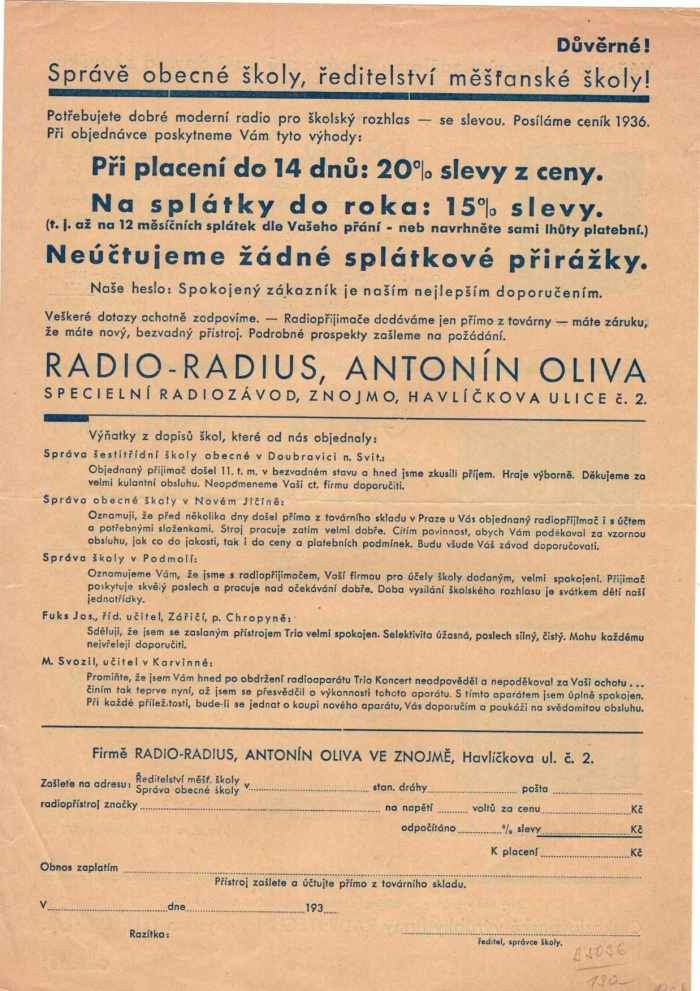 Důvěrné!
Správě obecné školy, ředitelství měšťanské školy!
Potřebujete dobré moderní radio pro školský rozhlas — se slevou. Posíláme ceník 1936.
Při objednávce poskytneme Vám tyto výhody:
Při placení do 14 dnů: 20% slevy z ceny.
Na splátky do roka: 15% slevy.
(t. j. až na 12 měsíčních splátek dle Vašeho přání - neb navrhněte sami lhůty platební.)
Neúčtujeme žádné splátkové přirážky.
Naše heslo: Spokojený zákazník je naším nejlepším doporučením.
Veškeré dotazy ochotně zodpovíme. — Radiopřijimače dodáváme jen přímo z továrny — máte záruku,
že máte nový, bezvadný přístroj. Podrobné prospekty zašleme na požádání.
RADIO-RADIUS, ANTONÍN OLIVA
SPECIELNÍ RADIOZÁVOD, ZNOJMO, HAVLÍČKOVA ULICE č. 2.
Výňatky z dopisů škol, které od nás objednaly:
Správa šestitřídní školy obecné v Doubravici n. Svit.:
Objednaný přijimač došel 11. t. m. v bezvadném stavu a hned jsme zkusili příjem. Hraje výborně. Děkujeme za
velmi kulantní obsluhu. Neopomeneme Vaši ct. firmu doporučiti.
Správa obecné školy v Novém Jičíně:
Oznamuji, že před několika dny došel přímo z továrního skladu v Praze u Vás objednaný radiopřijimač i s účtem
a potřebnými složenkami. Stroj pracuje zatím velmi dobře. Cítím povinnost, abych Vám poděkoval za vzornou
obsluhu, jak co do jakosti, tak i do ceny a platebních podmínek. Budu všude Váš závod doporučovati.
Správa školy v Podmolí:
Oznamujeme Vám, že jsme s radiopřijimačem, Vaší firmou pro účely školy dodaným, velmi spokojeni. Přijimač
poskytuje skvělý poslech a pracuje nad očekávání dobře. Doba vysílání školského rozhlasu je svátkem dětí naší
jednotřídky.
Fuks Jos., říd. učitel, Záříčí, p. Chropyně:
Sděluji, že jsem se zaslaným přístrojem Trio velmi spokojen. Selektivita úžasná, poslech silný, čistý. Mohu každému
nejvřeleji doporučiti.
M. Svozil, učitel v Karvinné:
Promiňte, že jsem Vám hned po obdržení radioaparátu Trio Koncert neodpověděl a nepoděkoval za Vaši ochotu...
činím tak teprve nyní, až jsem se přesvědčil o výkonnosti tohoto aparátu. S tímto aparátem jsem úplně spokojen.
Při každé přílež.tosti, bude-li se jednat o koupi nového aparátu, Vás doporučím a poukáži na svědomitou obsluhu.
Firmě RADIO-RADIUS, ANTONÍN OLIVA VE ZNOJMĚ, Havlíčkova ul. č. 2.
Zašlete na adresu: Ředitelství měšť. školy
Správa obecné školy v stan. dráhy pošta
radiopřístroj značky na napětí voltů za cenu Kč
odpočítáno % slevy Kč
K placení Kč
Obnos zaplatím
Přístroj zašlete a účtujte přímo z továrního skladu.
V dne 193
Razítko:
ředitel, správce školy.